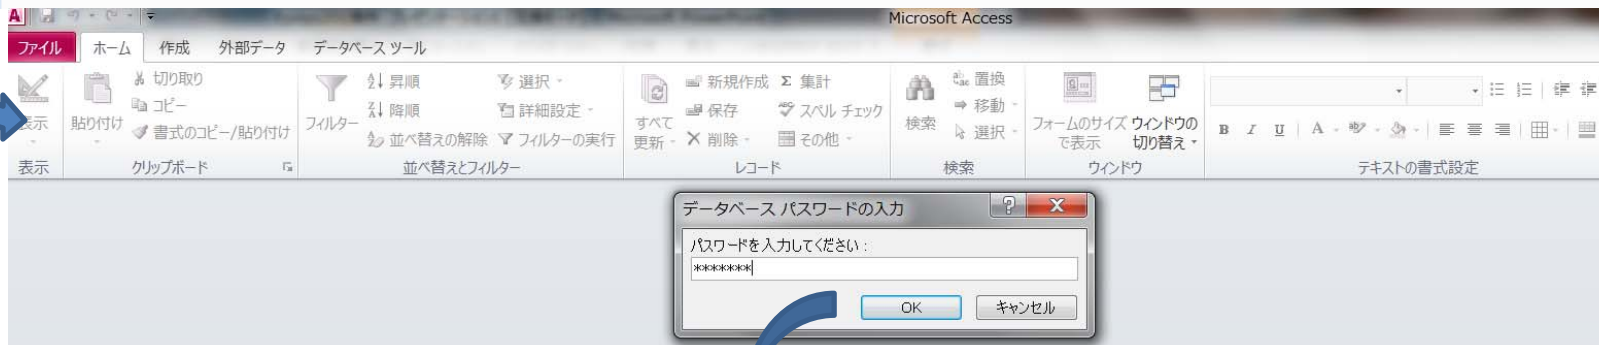 Microsoft Access
ファイル ホーム 作成 外部データ データベース ツール
表示
貼り付け
切り取り
コピー
書式のコピー/貼り付け
フィルター
昇順
降順
並べ替えの解除
選択
詳細設定
フィルターの実行
すべて
更新
新規作成
保存
削除
Σ 集計
スペル チェック
その他
検索
置換
移動
選択
フォームのサイズ
で表示
ウィンドウの
切り替え
B I U A
表示 クリップボード 並べ替えとフィルター レコード 検索 ウィンドウ テキストの書式設定
データベース パスワードの入力
パスワードを入力してください :
********
OK キャンセル